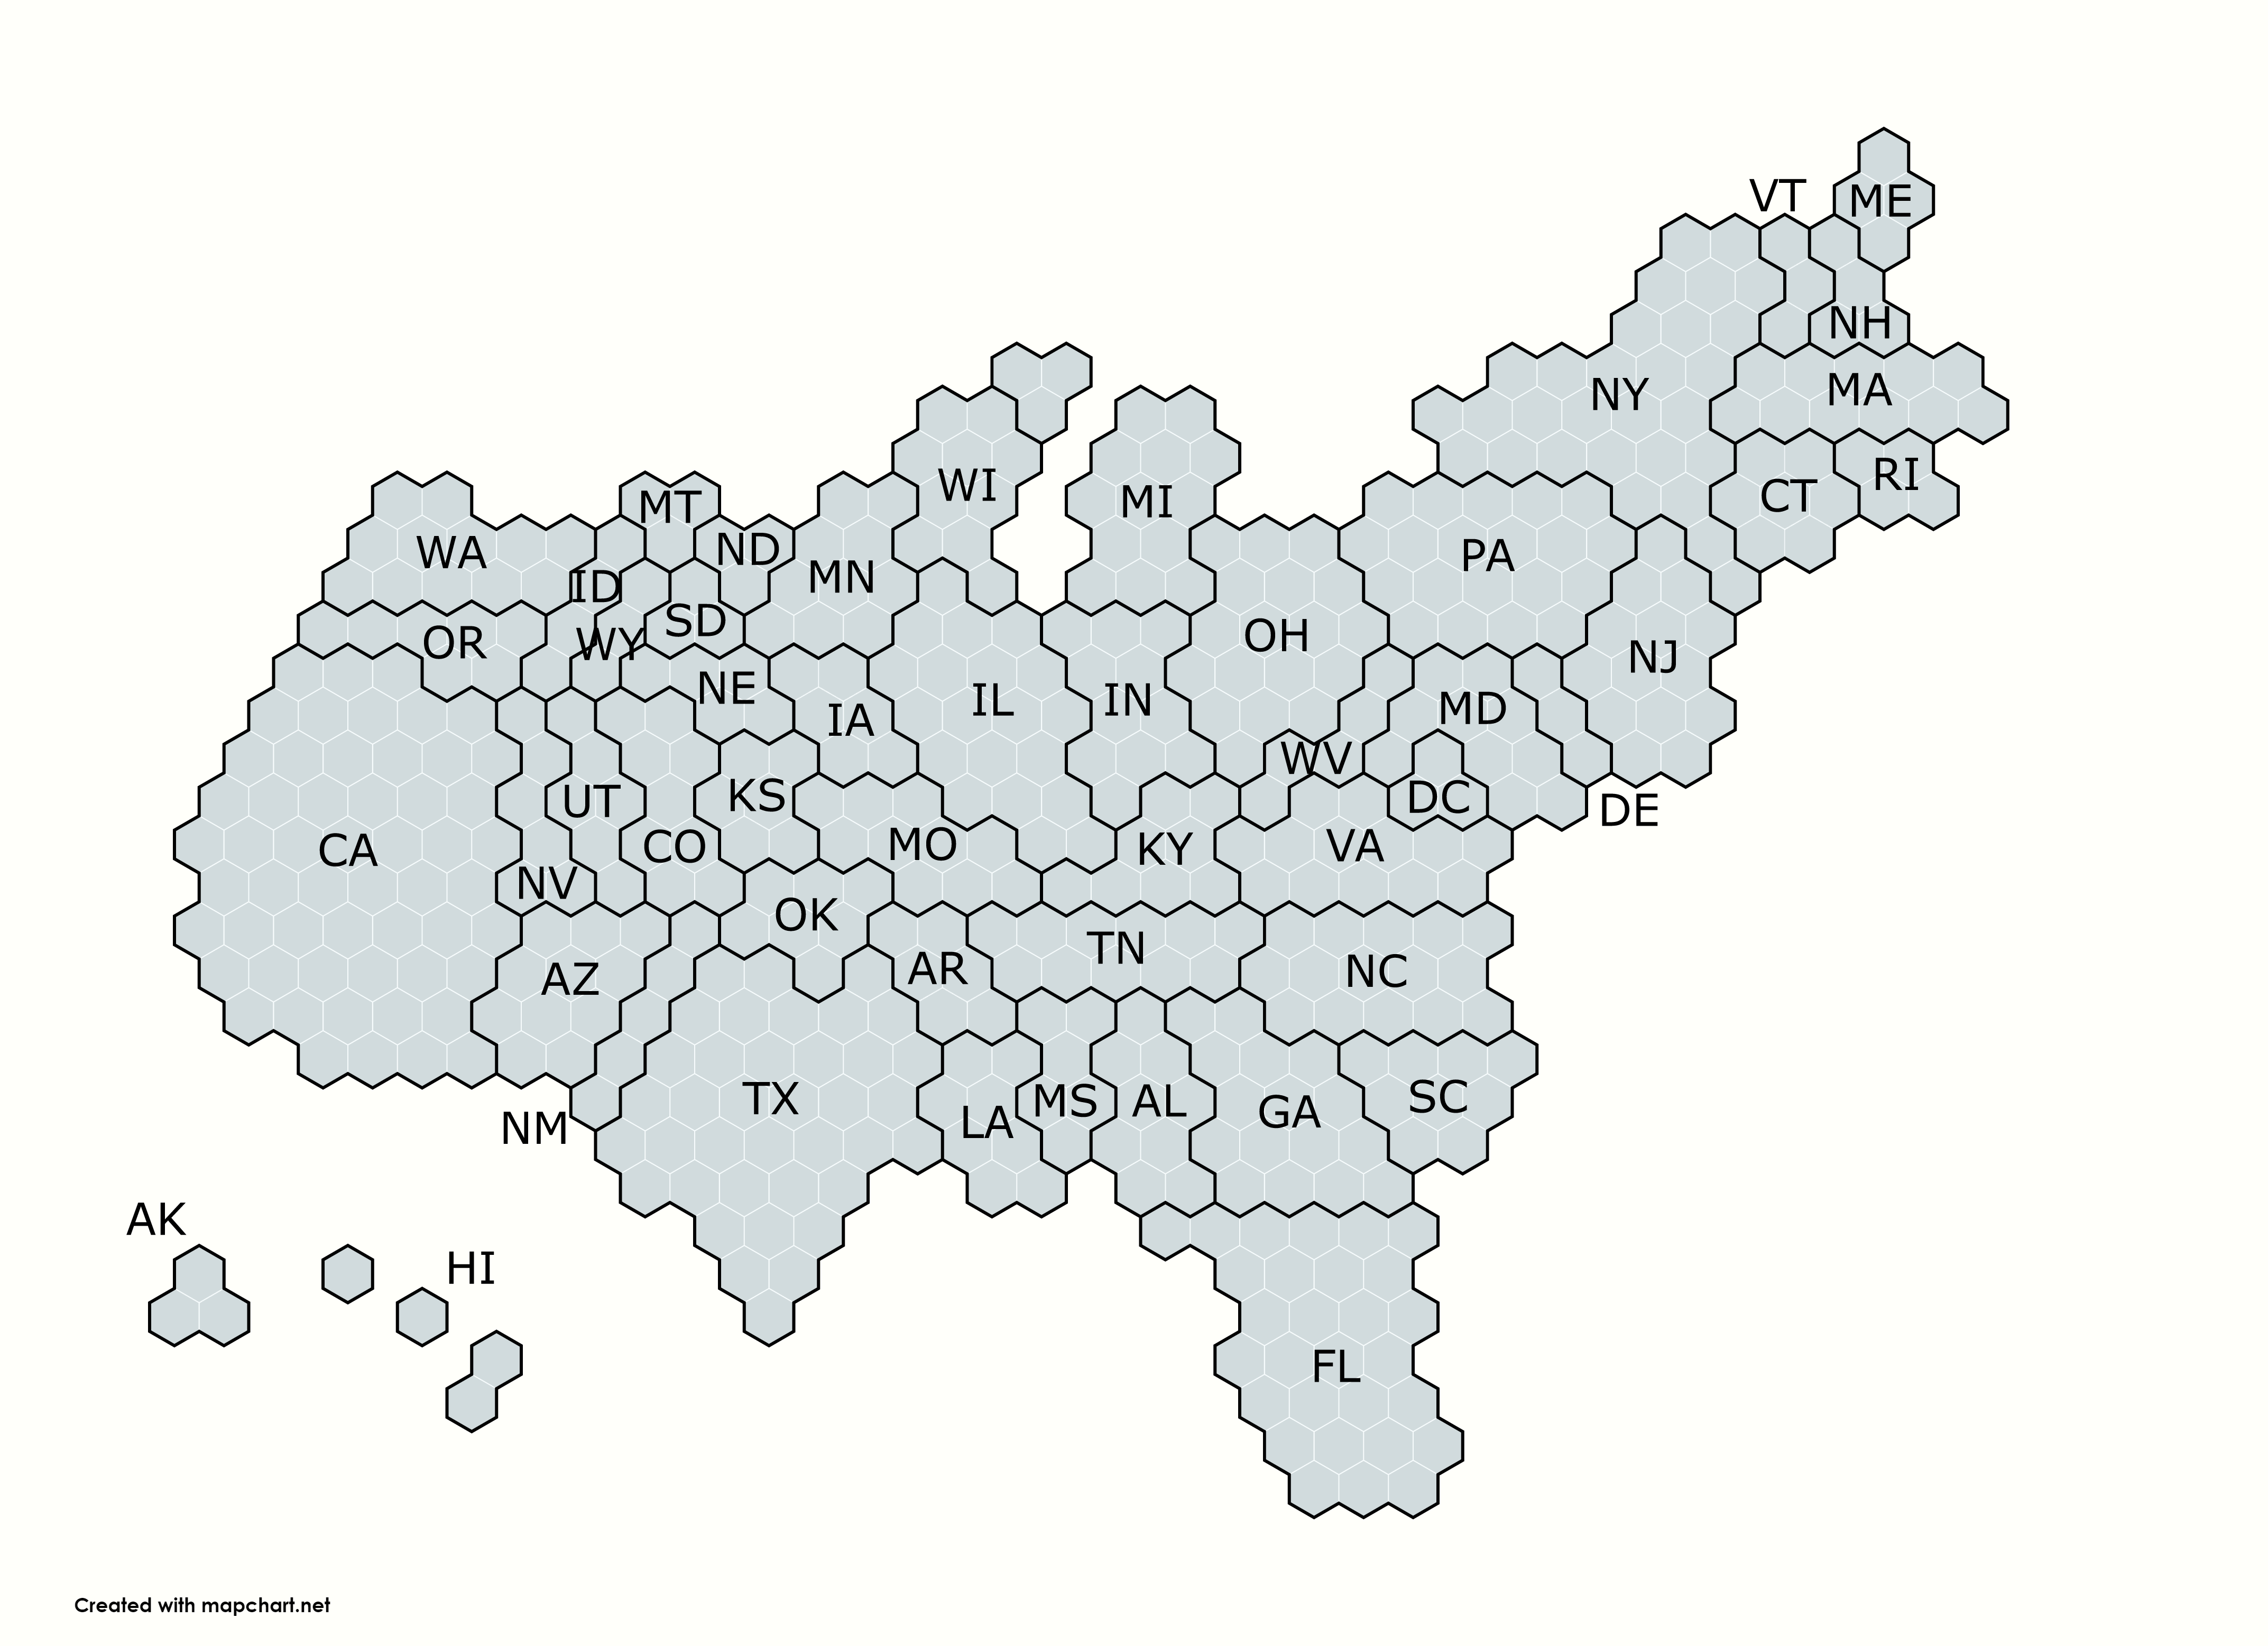 VT
ME
NH
NY
MA
WI
RI
MI
CT
MT
ND
WA
PA
MN
ID
SD
OR
WY
OH
NJ
NE
IL
IN
MD
IA
WV
KS
UT
DC
DE
CA
CO
MO
KY
VA
NV
OK
TN
AR
NC
AZ
TX
MS
AL
SC
GA
LA
NM
AK
HI
FL
Created with mapchart.net